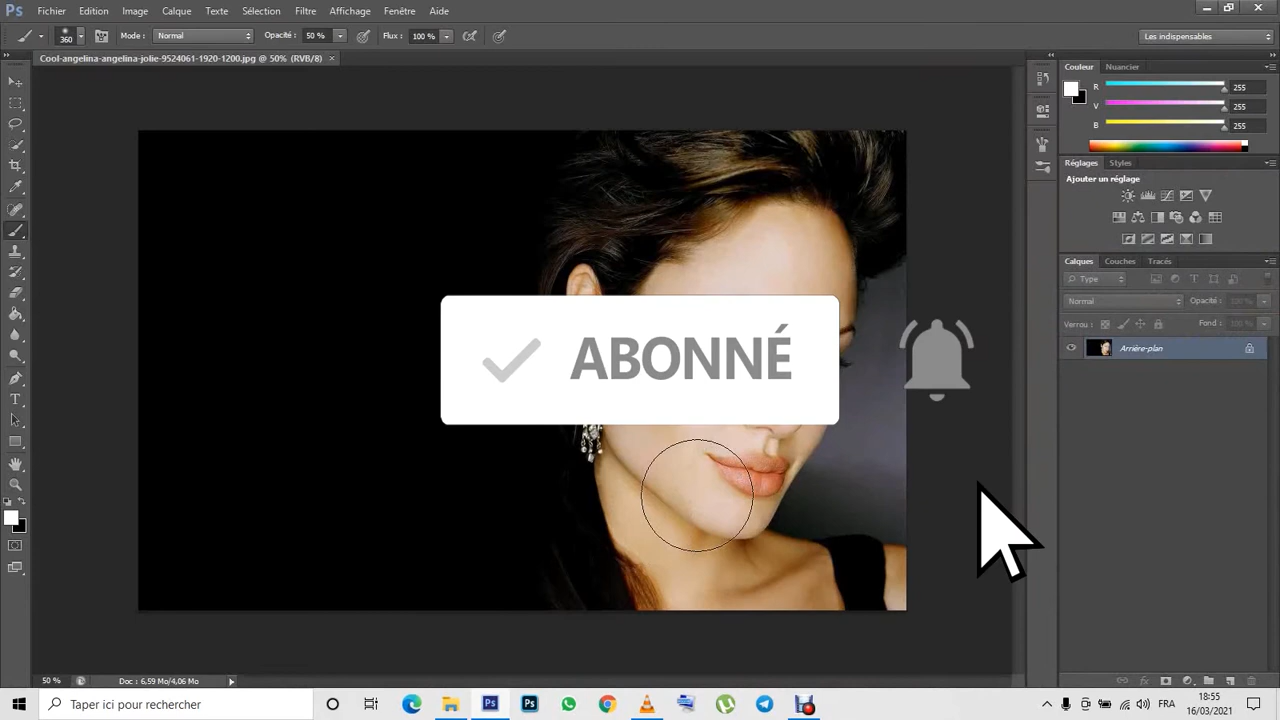 Ps Fichier Edition Image Calque Texte Sélection Filtre Affichage Fenêtre Aide
360 Mode : Normal Opacité : 50 % Flux : 100 % Les indispensables
Cool-angelina-angelina-jolie-9524061-1920-1200.jpg @ 50% (RVB/8) ×
Couleur Nuancier
R 255
V 255
B 255
Réglages Styles
Ajouter un réglage
Calques Couches Tracés
Type
Normal Opacité : 100 %
Verrou : Fond : 100 %
Arrière-plan
ABONNÉ
50 % Doc : 6,59 Mo/4,06 Mo
Taper ici pour rechercher
FRA
18:55
16/03/2021